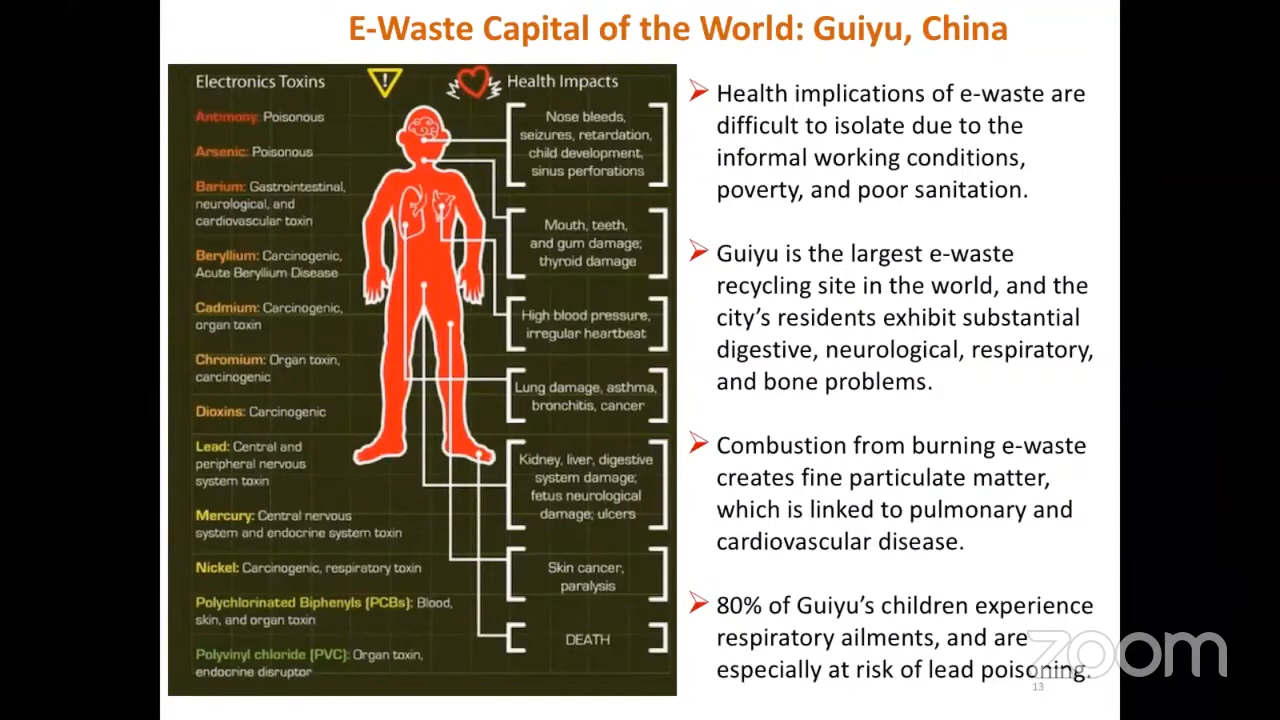 E-Waste Capital of the World: Guiyu, China
Electronics Toxins
Antimony: Poisonous
Arsenic: Poisonous
Barium: Gastrointestinal,
neurological, and
cardiovascular toxin
Beryllium: Carcinogenic,
Acute Beryllium Disease
Cadmium: Carcinogenic,
organ toxin
Chromium: Organ toxin,
carcinogenic
Dioxins: Carcinogenic
Lead: Central and
peripheral nervous
system toxin
Mercury: Central nervous
system and endocrine system toxin
Nickel: Carcinogenic, respiratory toxin
Polychlorinated Biphenyls (PCBs): Blood,
skin, and organ toxin
Polyvinyl chloride (PVC): Organ toxin,
endocrine disruptor
!
Health Impacts
Nose bleeds,
seizures, retardation,
child development,
sinus perforations
Mouth, teeth,
and gum damage;
thyroid damage
High blood pressure,
irregular heartbeat
Lung damage, asthma,
bronchitis, cancer
Kidney, liver, digestive
system damage;
fetus neurological
damage; ulcers
Skin cancer,
paralysis
DEATH
Health implications of e-waste are
difficult to isolate due to the
informal working conditions,
poverty, and poor sanitation.
Guiyu is the largest e-waste
recycling site in the world, and the
city's residents exhibit substantial
digestive, neurological, respiratory,
and bone problems.
Combustion from burning e-waste
creates fine particulate matter,
which is linked to pulmonary and
cardiovascular disease.
80% of Guiyu's children experience
respiratory ailments, and are
especially at risk of lead poisoning.
zoom
13